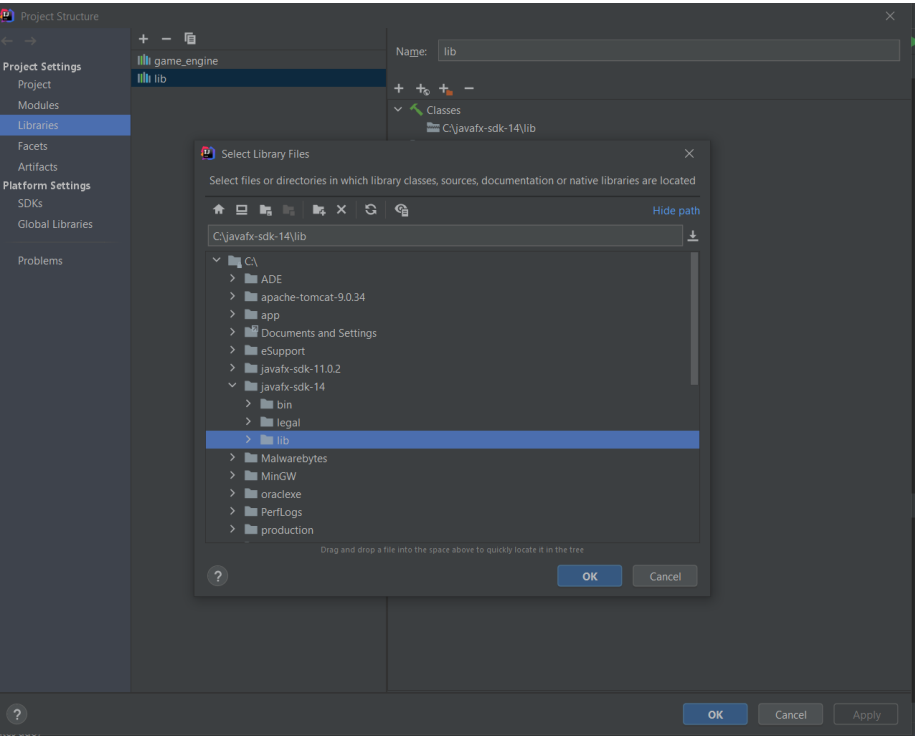 Project Structure
Name: lib
Project Settings
Project
Modules
Libraries
Facets
Artifacts
Platform Settings
SDKs
Global Libraries
Problems
game_engine
lib
Classes
C:\javafx-sdk-14\lib
Select Library Files
Select files or directories in which library classes, sources, documentation or native libraries are located
Hide path
C:\javafx-sdk-14\lib
C:\
ADE
apache-tomcat-9.0.34
app
Documents and Settings
eSupport
javafx-sdk-11.0.2
javafx-sdk-14
bin
legal
lib
Malwarebytes
MinGW
oraclexe
PerfLogs
production
Drag and drop a file into the space above to quickly locate it in the tree
? OK Cancel
? OK Cancel Apply